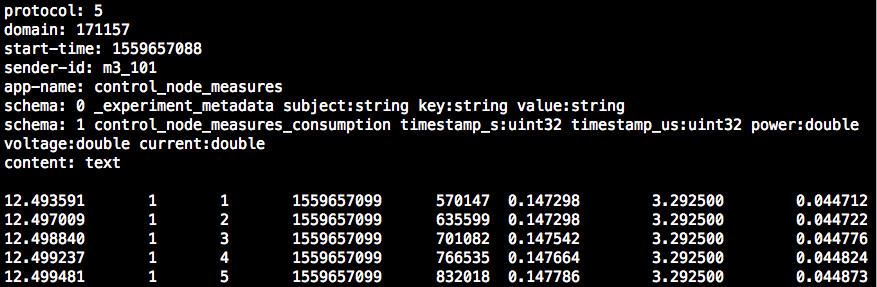 protocol: 5
domain: 171157
start-time: 1559657088
sender-id: m3_101
app-name: control_node_measures
schema: 0 _experiment_metadata subject:string key:string value:string
schema: 1 control_node_measures_consumption timestamp_s:uint32 timestamp_us:uint32 power:double
voltage:double current:double
content: text
12.493591 1 1 1559657099 570147 0.147298 3.292500 0.044712
12.497009 1 2 1559657099 635599 0.147298 3.292500 0.044722
12.498840 1 3 1559657099 701082 0.147542 3.292500 0.044776
12.499237 1 4 1559657099 766535 0.147664 3.292500 0.044824
12.499481 1 5 1559657099 832018 0.147786 3.292500 0.044873